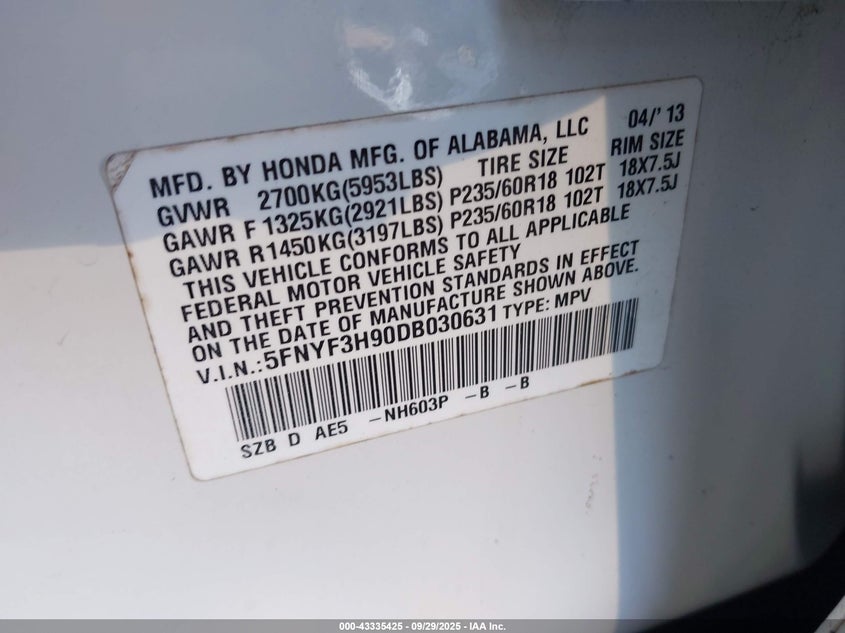 04/' 13
MFD. BY HONDA MFG. OF ALABAMA, LLC
GVWR 2700KG(5953LBS) TIRE SIZE RIM SIZE
GAWR F 1325KG(2921LBS) P235/60R18 102T 18X7.5J
GAWR R 1450KG(3197LBS) P235/60R18 102T 18X7.5J
THIS VEHICLE CONFORMS TO ALL APPLICABLE
FEDERAL MOTOR VEHICLE SAFETY
AND THEFT PREVENTION STANDARDS IN EFFECT
ON THE DATE OF MANUFACTURE SHOWN ABOVE.
V.I.N.:5FNYF3H90DB030631 TYPE: MPV
SZB D AE5 -NH603P -B -B
000-43335425 - 09/29/2025 - IAA Inc.